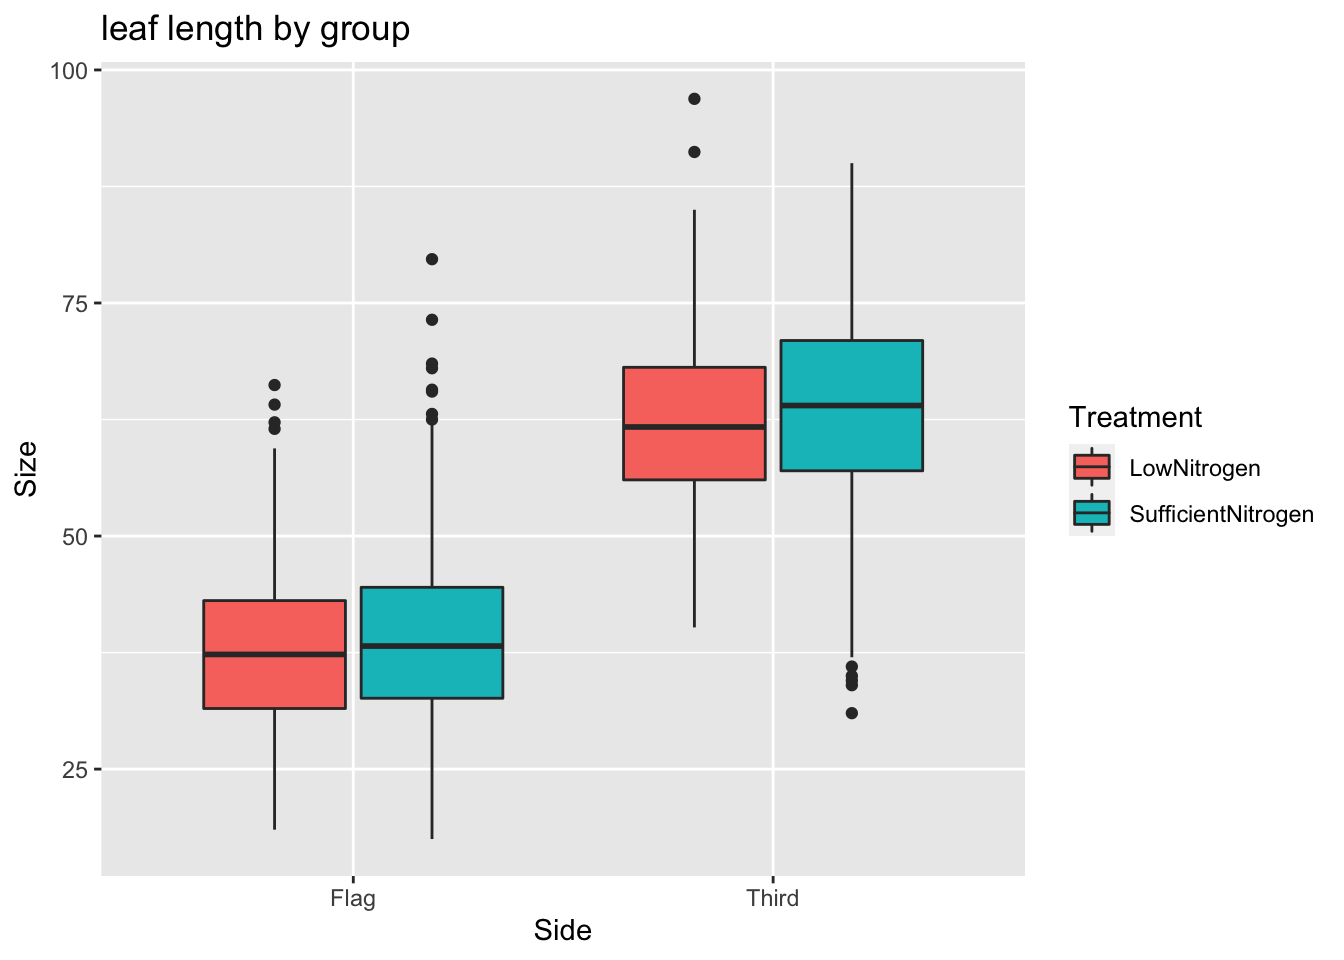 leaf length by group
100
75
50
25
Size
Flag
Third
Side
Treatment
LowNitrogen
SufficientNitrogen